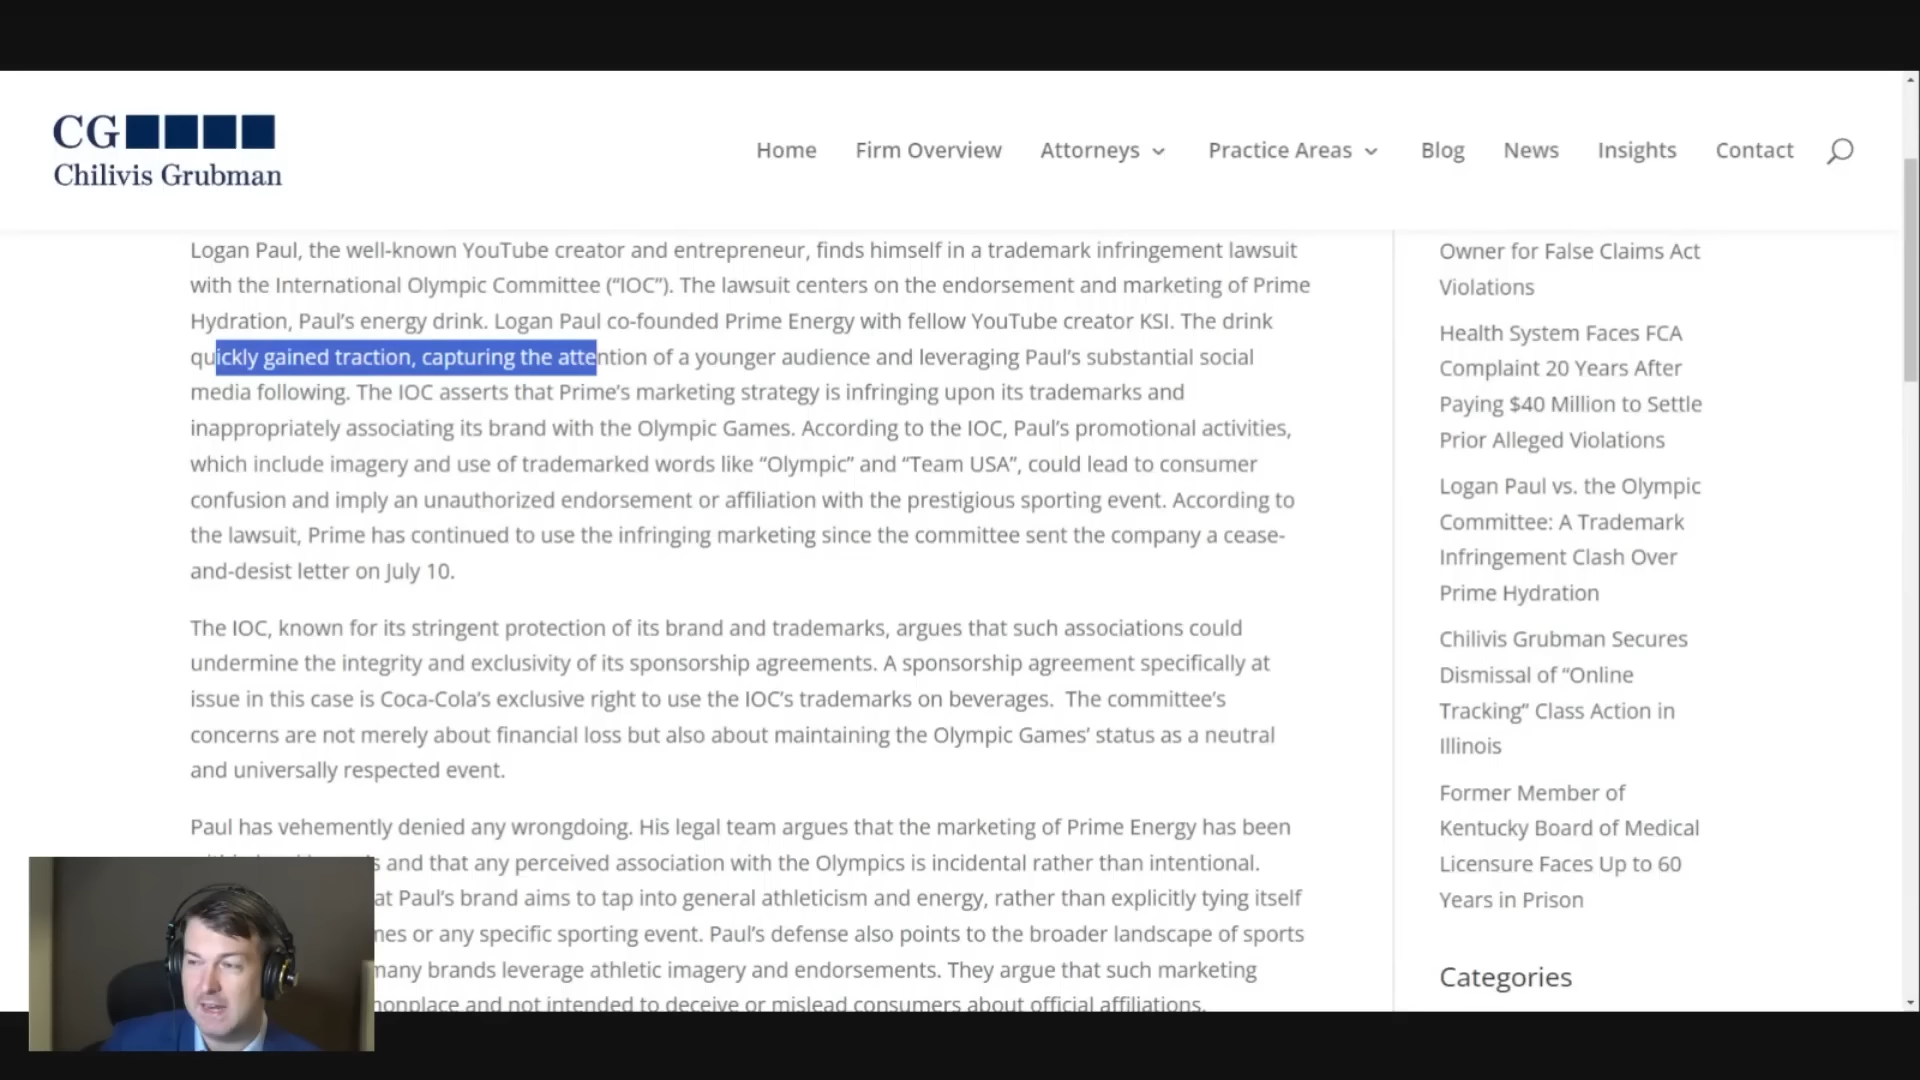 CG
Chilivis Grubman
Home Firm Overview Attorneys Practice Areas Blog News Insights Contact
Logan Paul, the well-known YouTube creator and entrepreneur, finds himself in a trademark infringement lawsuit
with the International Olympic Committee (“IOC”). The lawsuit centers on the endorsement and marketing of Prime
Hydration, Paul’s energy drink. Logan Paul co-founded Prime Energy with fellow YouTube creator KSI. The drink
quickly gained traction, capturing the attention of a younger audience and leveraging Paul’s substantial social
media following. The IOC asserts that Prime’s marketing strategy is infringing upon its trademarks and
inappropriately associating its brand with the Olympic Games. According to the IOC, Paul’s promotional activities,
which include imagery and use of trademarked words like “Olympic” and “Team USA”, could lead to consumer
confusion and imply an unauthorized endorsement or affiliation with the prestigious sporting event. According to
the lawsuit, Prime has continued to use the infringing marketing since the committee sent the company a cease-
and-desist letter on July 10.
The IOC, known for its stringent protection of its brand and trademarks, argues that such associations could
undermine the integrity and exclusivity of its sponsorship agreements. A sponsorship agreement specifically at
issue in this case is Coca-Cola’s exclusive right to use the IOC’s trademarks on beverages. The committee’s
concerns are not merely about financial loss but also about maintaining the Olympic Games’ status as a neutral
and universally respected event.
Paul has vehemently denied any wrongdoing. His legal team argues that the marketing of Prime Energy has been
and that any perceived association with the Olympics is incidental rather than intentional.
at Paul’s brand aims to tap into general athleticism and energy, rather than explicitly tying itself
mes or any specific sporting event. Paul’s defense also points to the broader landscape of sports
many brands leverage athletic imagery and endorsements. They argue that such marketing
monplace and not intended to deceive or mislead consumers about official affiliations.
Owner for False Claims Act
Violations
Health System Faces FCA
Complaint 20 Years After
Paying $40 Million to Settle
Prior Alleged Violations
Logan Paul vs. the Olympic
Committee: A Trademark
Infringement Clash Over
Prime Hydration
Chilivis Grubman Secures
Dismissal of “Online
Tracking” Class Action in
Illinois
Former Member of
Kentucky Board of Medical
Licensure Faces Up to 60
Years in Prison
Categories